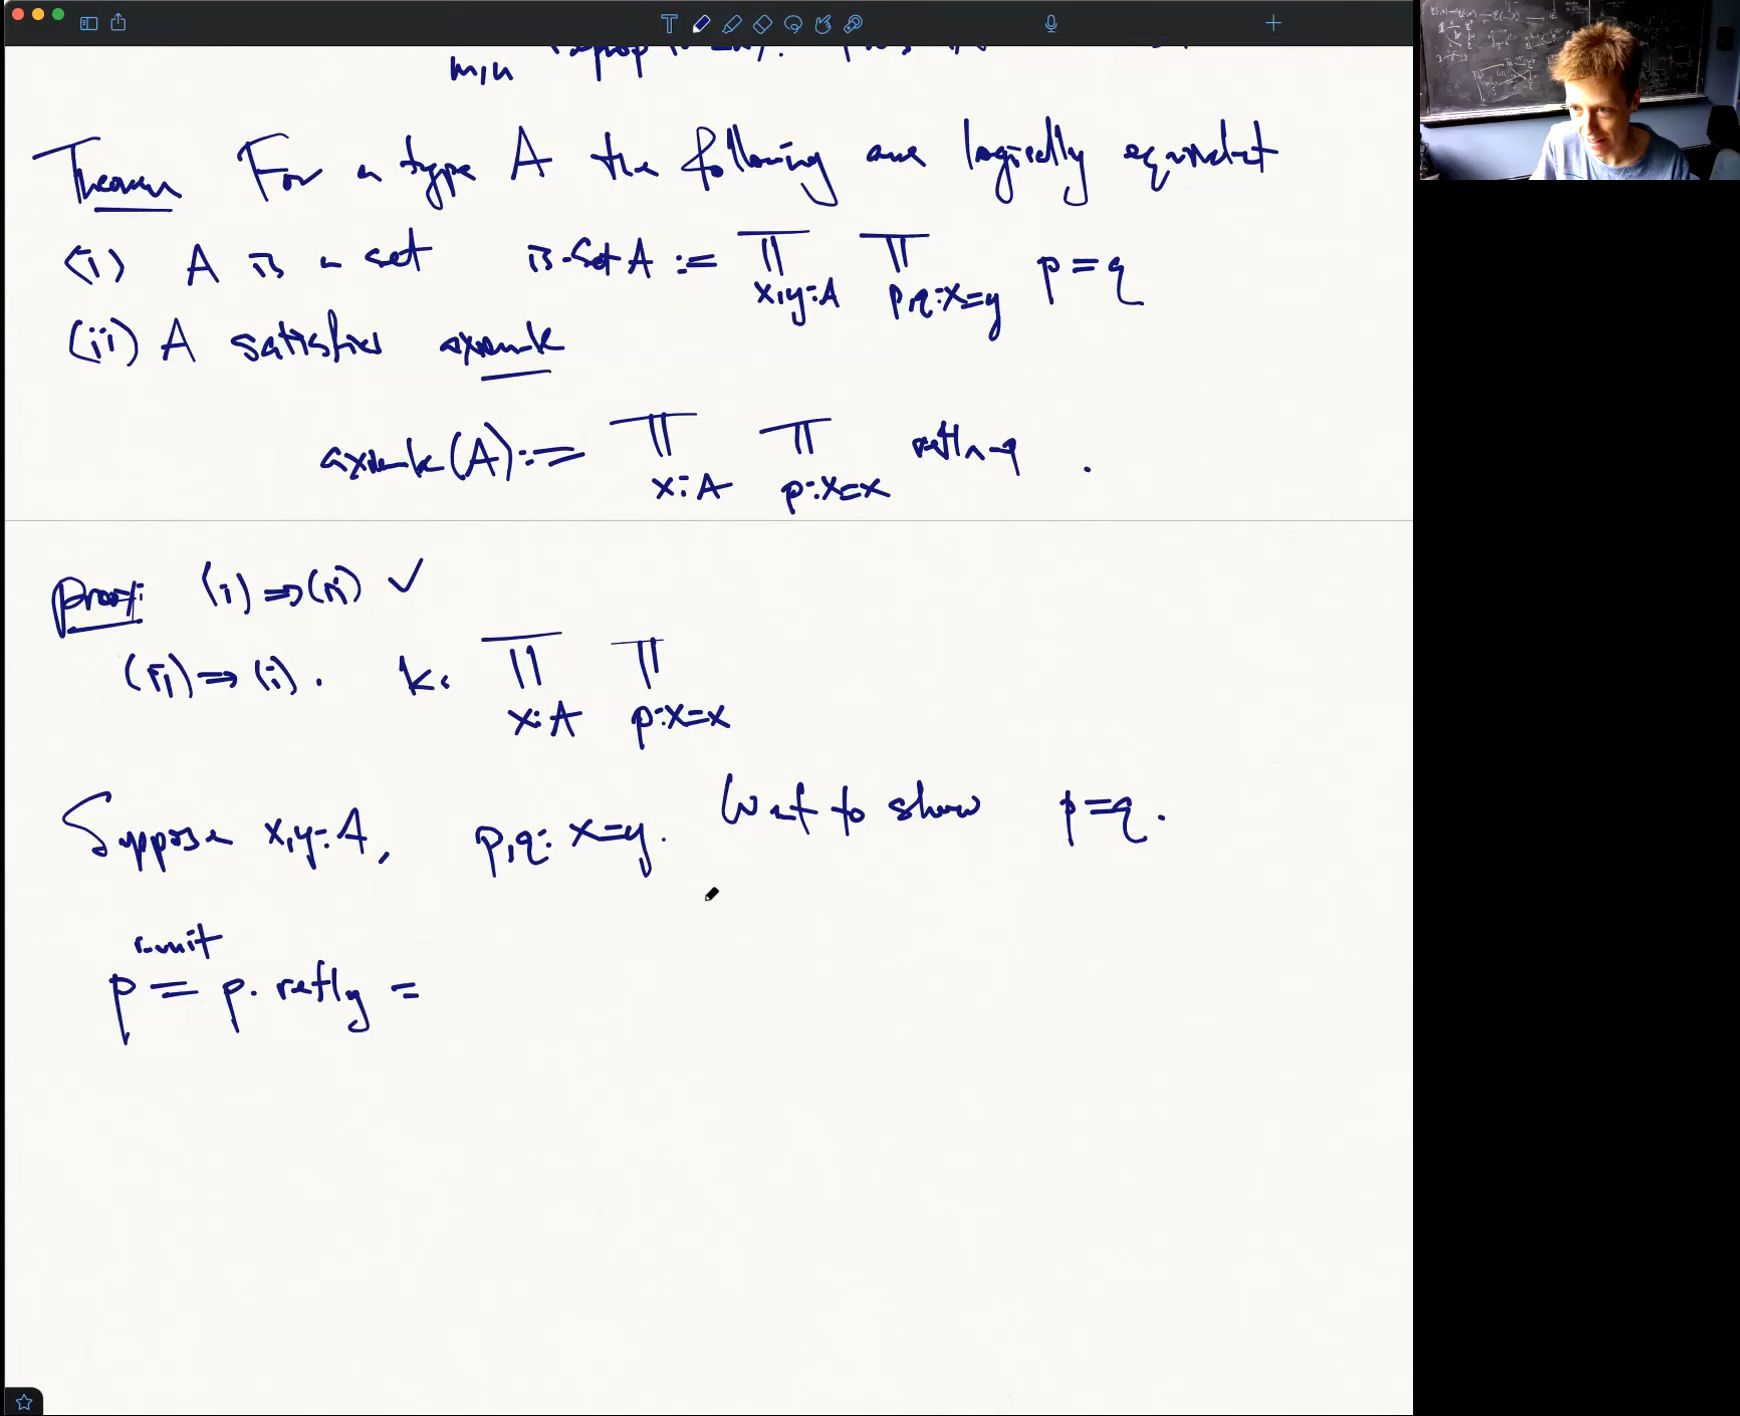 min
Theorem For a type A the following are logically equivalent
(i) A is a set is-set A := Π x,y:A Π p,q:x=y p=q
(ii) A satisfies axiom k
axiom k(A) := Π x:A Π p:x=x .
Proof: (i) ⇒ (ii) ✓
(ii) ⇒ (i). k: Π x:A Π p:x=x
Suppose x,y:A, p,q: x=y. Want to show p=q.
r-unit
p = p · refl y =